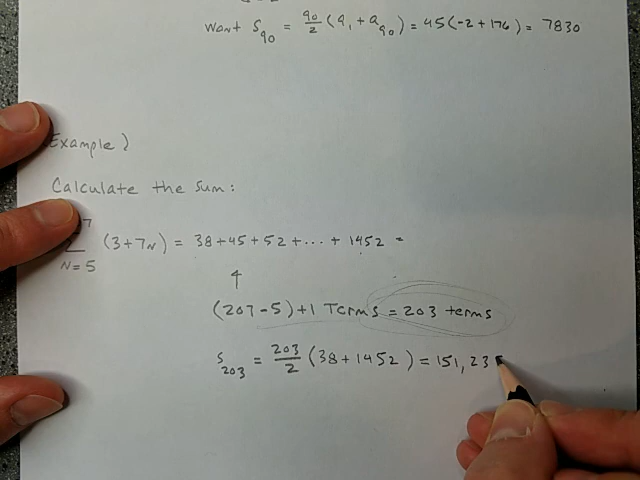 Want S₉₀ = 90/2 (a₁ + a₉₀) = 45(-2+176) = 7830
Example)
Calculate the sum:
7
∑ (3+7N) = 38+45+52+...+1452 =
N=5
(207-5)+1 Terms = 203 terms
S₂₀₃ = 203/2 (38+1452) = 151,23